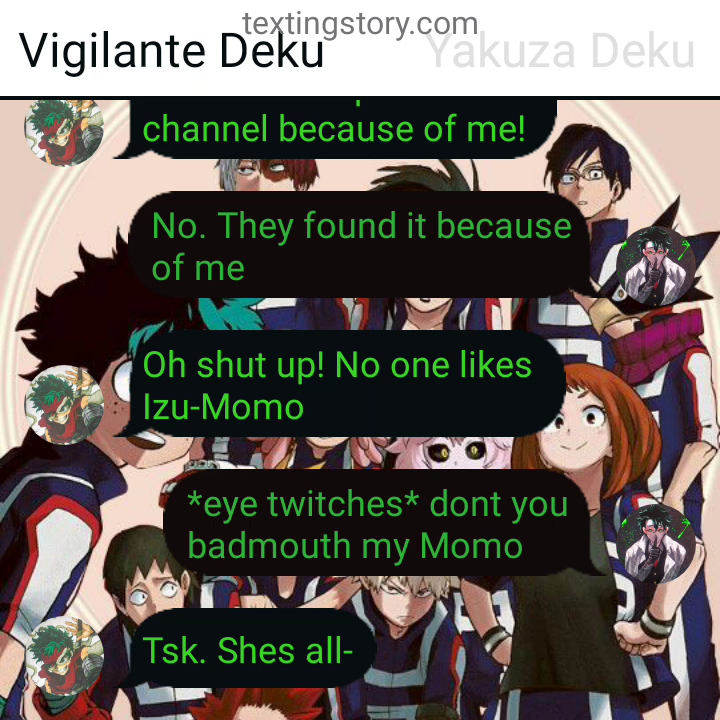 textingstory.com
Vigilante Deku Yakuza Deku
channel because of me!
No. They found it because
of me
Oh shut up! No one likes
Izu-Momo
*eye twitches* dont you
badmouth my Momo
Tsk. Shes all-